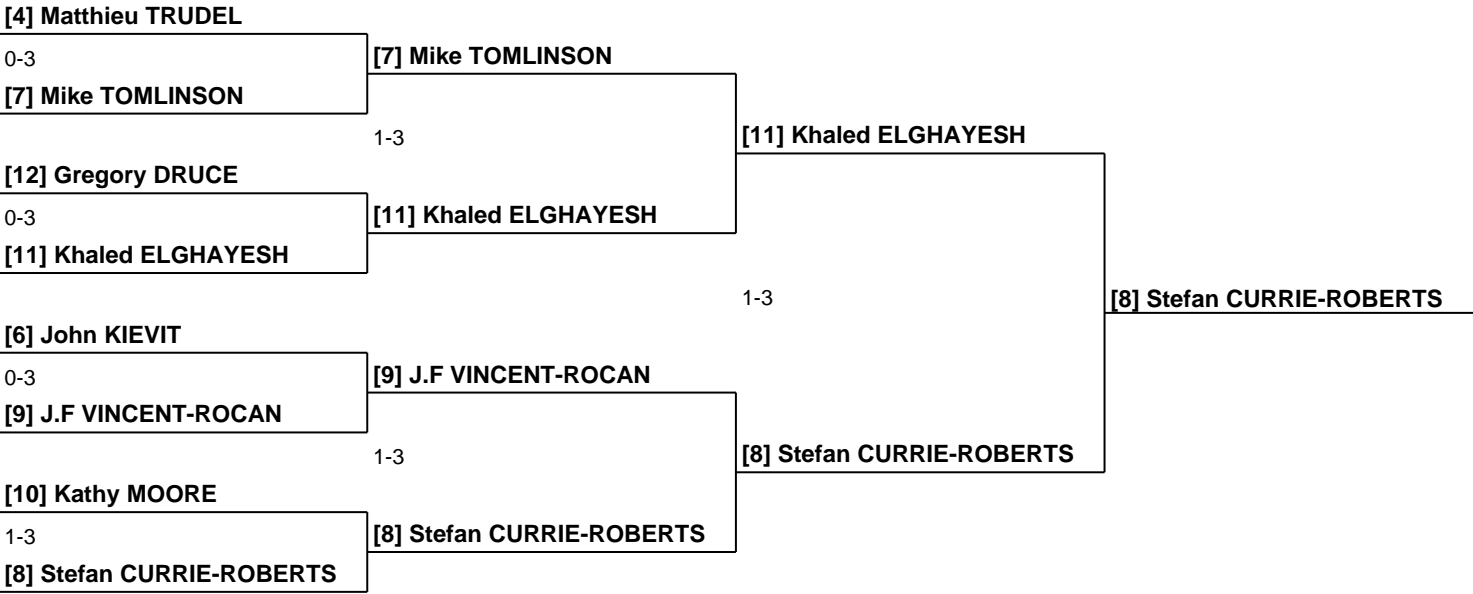 [4] Matthieu TRUDEL
0-3
[7] Mike TOMLINSON
[7] Mike TOMLINSON
1-3
[11] Khaled ELGHAYESH
[12] Gregory DRUCE
0-3
[11] Khaled ELGHAYESH
[11] Khaled ELGHAYESH
1-3
[8] Stefan CURRIE-ROBERTS
[6] John KIEVIT
0-3
[9] J.F VINCENT-ROCAN
[9] J.F VINCENT-ROCAN
1-3
[8] Stefan CURRIE-ROBERTS
[10] Kathy MOORE
1-3
[8] Stefan CURRIE-ROBERTS
[8] Stefan CURRIE-ROBERTS